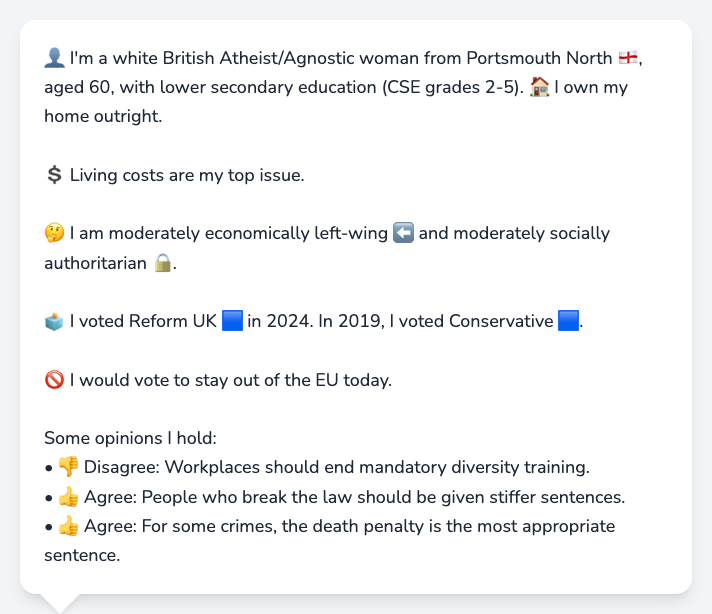 👤 I'm a white British Atheist/Agnostic woman from Portsmouth North 🏴󠁧󠁢󠁥󠁮󠁧󠁿,
aged 60, with lower secondary education (CSE grades 2-5). 🏠 I own my
home outright.
💲 Living costs are my top issue.
🤔 I am moderately economically left-wing ⬅️ and moderately socially
authoritarian 🔒.
🗳️ I voted Reform UK 🟦 in 2024. In 2019, I voted Conservative 🟦.
🚫 I would vote to stay out of the EU today.
Some opinions I hold:
• 👎 Disagree: Workplaces should end mandatory diversity training.
• 👍 Agree: People who break the law should be given stiffer sentences.
• 👍 Agree: For some crimes, the death penalty is the most appropriate
sentence.